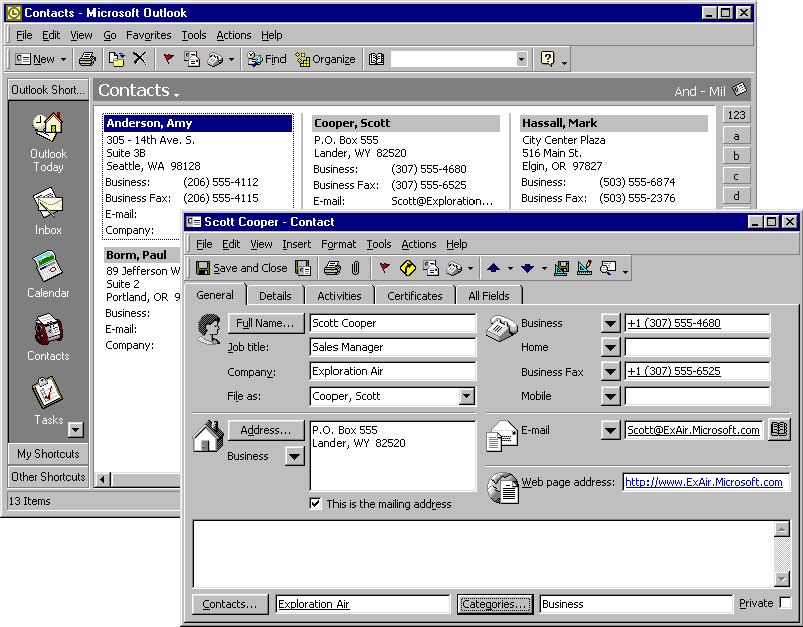 Contacts - Microsoft Outlook
File Edit View Go Favorites Tools Actions Help
New Find Organize
Outlook Short... Contacts And - Mil
Outlook Today
Inbox
Calendar
Contacts
Tasks
My Shortcuts
Other Shortcuts
13 Items
Anderson, Amy
305 - 14th Ave. S.
Suite 3B
Seattle, WA 98128
Business: (206) 555-4112
Business Fax: (206) 555-4115
E-mail:
Company:
Borm, Paul
89 Jefferson W
Suite 2
Portland, OR 9
Business:
E-mail:
Company:
Cooper, Scott
P.O. Box 555
Lander, WY 82520
Business: (307) 555-4680
Business Fax: (307) 555-6525
E-mail: Scott@Exploration...
Hassall, Mark
City Center Plaza
516 Main St.
Elgin, OR 97827
Business: (503) 555-6874
Business Fax: (503) 555-2376
123
a
b
c
d
Scott Cooper - Contact
File Edit View Insert Format Tools Actions Help
Save and Close
General Details Activities Certificates All Fields
Full Name... Scott Cooper
Job title: Sales Manager
Company: Exploration Air
File as: Cooper, Scott
Business +1 (307) 555-4680
Home
Business Fax +1 (307) 555-6525
Mobile
Address... P.O. Box 555
Lander, WY 82520
Business
This is the mailing address
E-mail Scott@ExAir.Microsoft.com
Web page address: http://www.ExAir.Microsoft.com
Contacts... Exploration Air Categories... Business Private